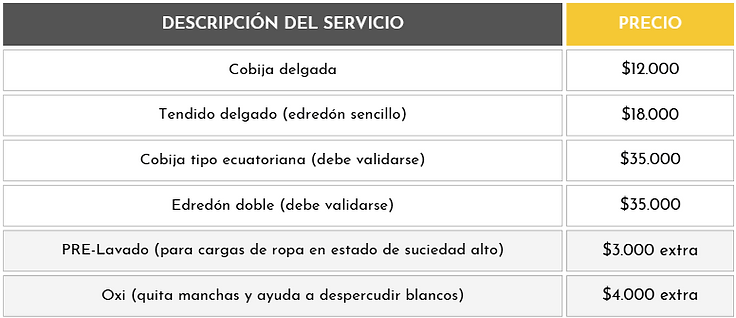 DESCRIPCIÓN DEL SERVICIO PRECIO
Cobija delgada $12.000
Tendido delgado (edredón sencillo) $18.000
Cobija tipo ecuatoriana (debe validarse) $35.000
Edredón doble (debe validarse) $35.000
PRE-Lavado (para cargas de ropa en estado de suciedad alto) $3.000 extra
Oxi (quita manchas y ayuda a despercudir blancos) $4.000 extra